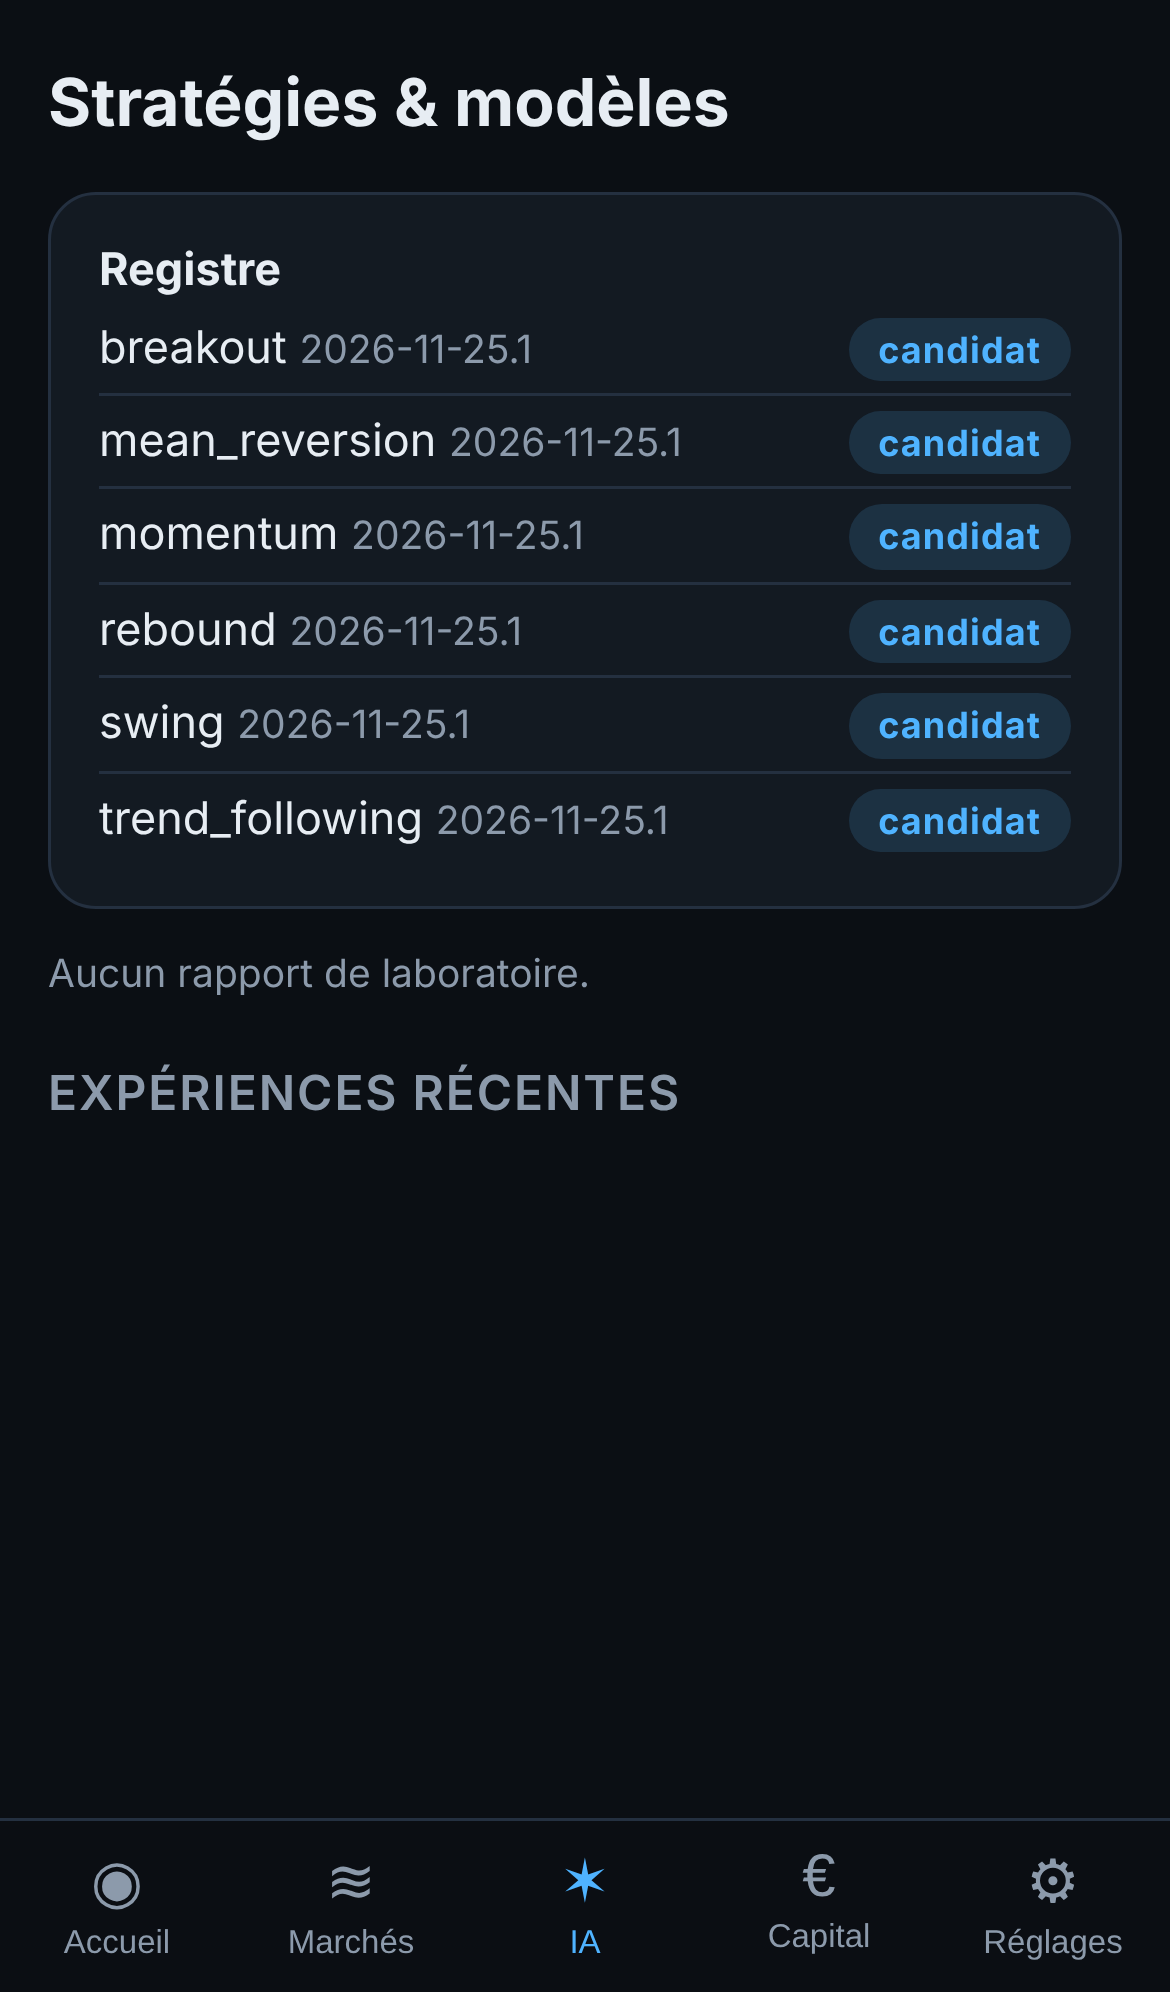 Stratégies & modèles
Registre
breakout 2026-11-25.1 candidat
mean_reversion 2026-11-25.1 candidat
momentum 2026-11-25.1 candidat
rebound 2026-11-25.1 candidat
swing 2026-11-25.1 candidat
trend_following 2026-11-25.1 candidat
Aucun rapport de laboratoire.
EXPÉRIENCES RÉCENTES
Accueil Marchés IA € Capital Réglages